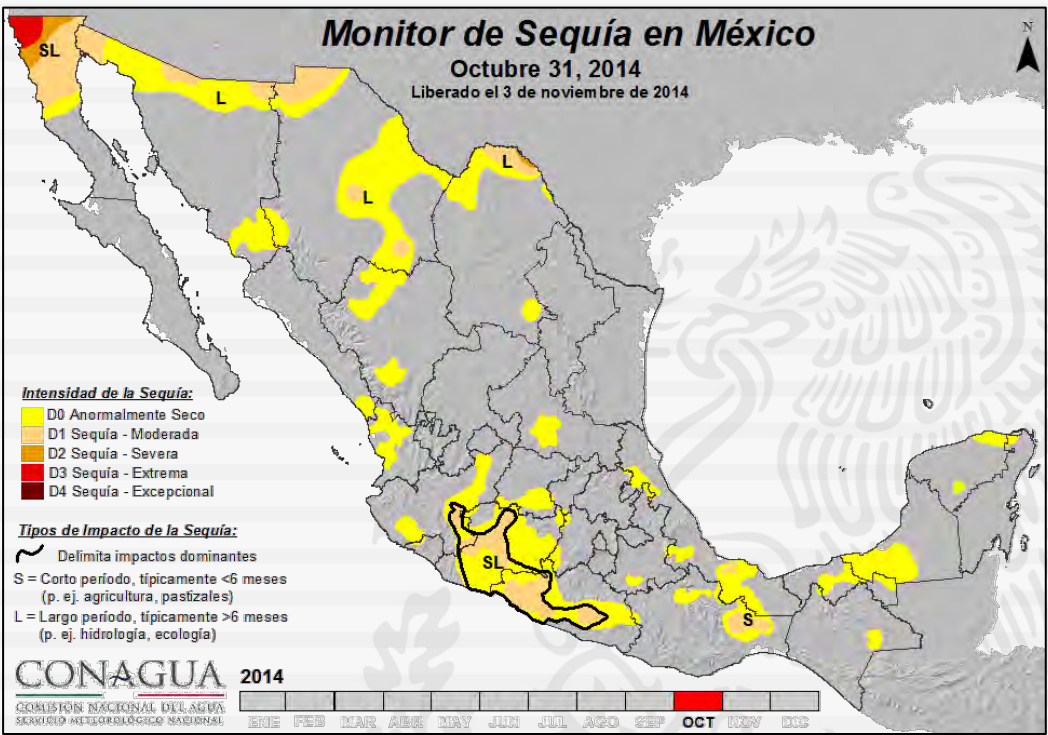 Monitor de Sequía en México
Octubre 31, 2014
Liberado el 3 de noviembre de 2014
N
SL
L
L
L
Intensidad de la Sequía:
D0 Anormalmente Seco
D1 Sequía - Moderada
D2 Sequía - Severa
D3 Sequía - Extrema
D4 Sequía - Excepcional
Tipos de Impacto de la Sequía:
Delimita impactos dominantes
S = Corto período, típicamente <6 meses
(p. ej. agricultura, pastizales)
L = Largo período, típicamente >6 meses
(p. ej. hidrología, ecología)
SL
S
CONAGUA
COMISIÓN NACIONAL DEL AGUA
SERVICIO METEOROLÓGICO NACIONAL
2014
ENE FEB MAR ABR MAY JUN JUL AGO SEP OCT NOV DIC